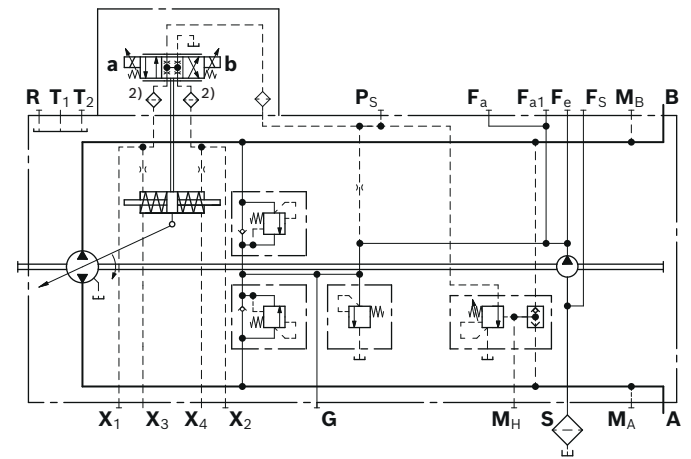 a b
2) 2)
R T1 T2 PS Fa Fa1 Fe FS MB B
X1 X3 X4 X2 G MH S MA A